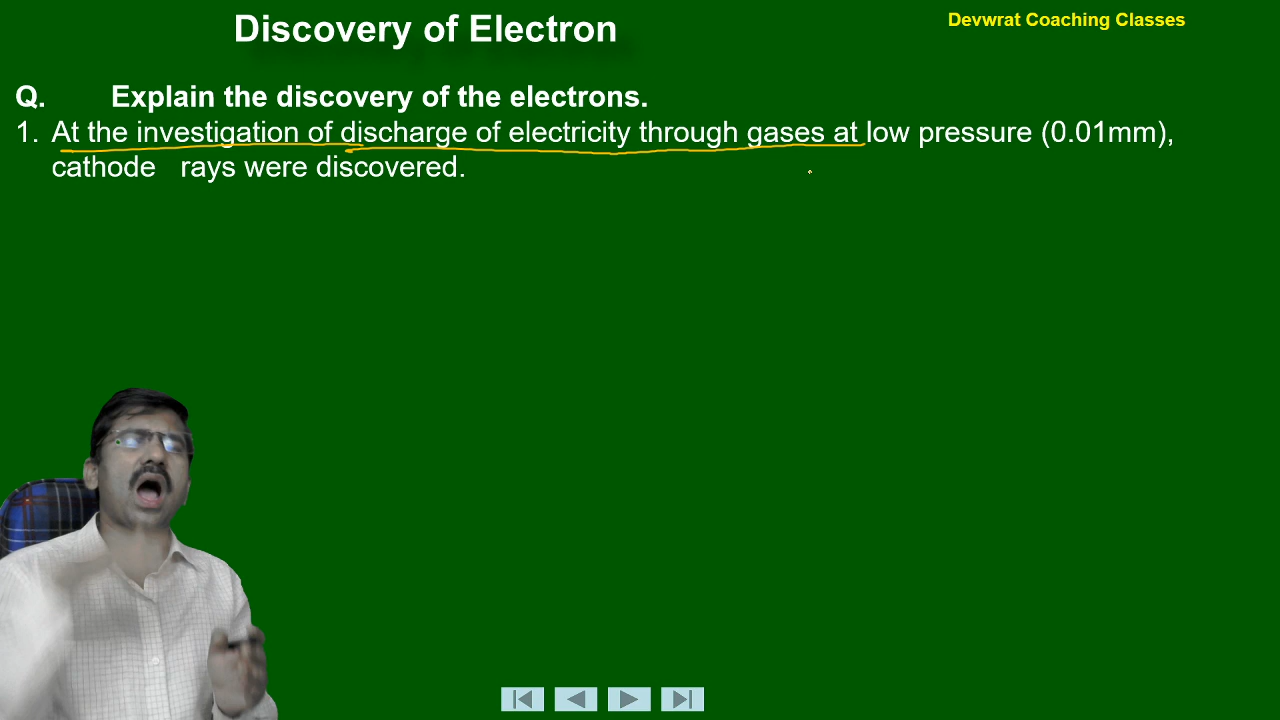 Discovery of Electron
Devwrat Coaching Classes
Q. Explain the discovery of the electrons.
1. At the investigation of discharge of electricity through gases at low pressure (0.01mm),
cathode rays were discovered.